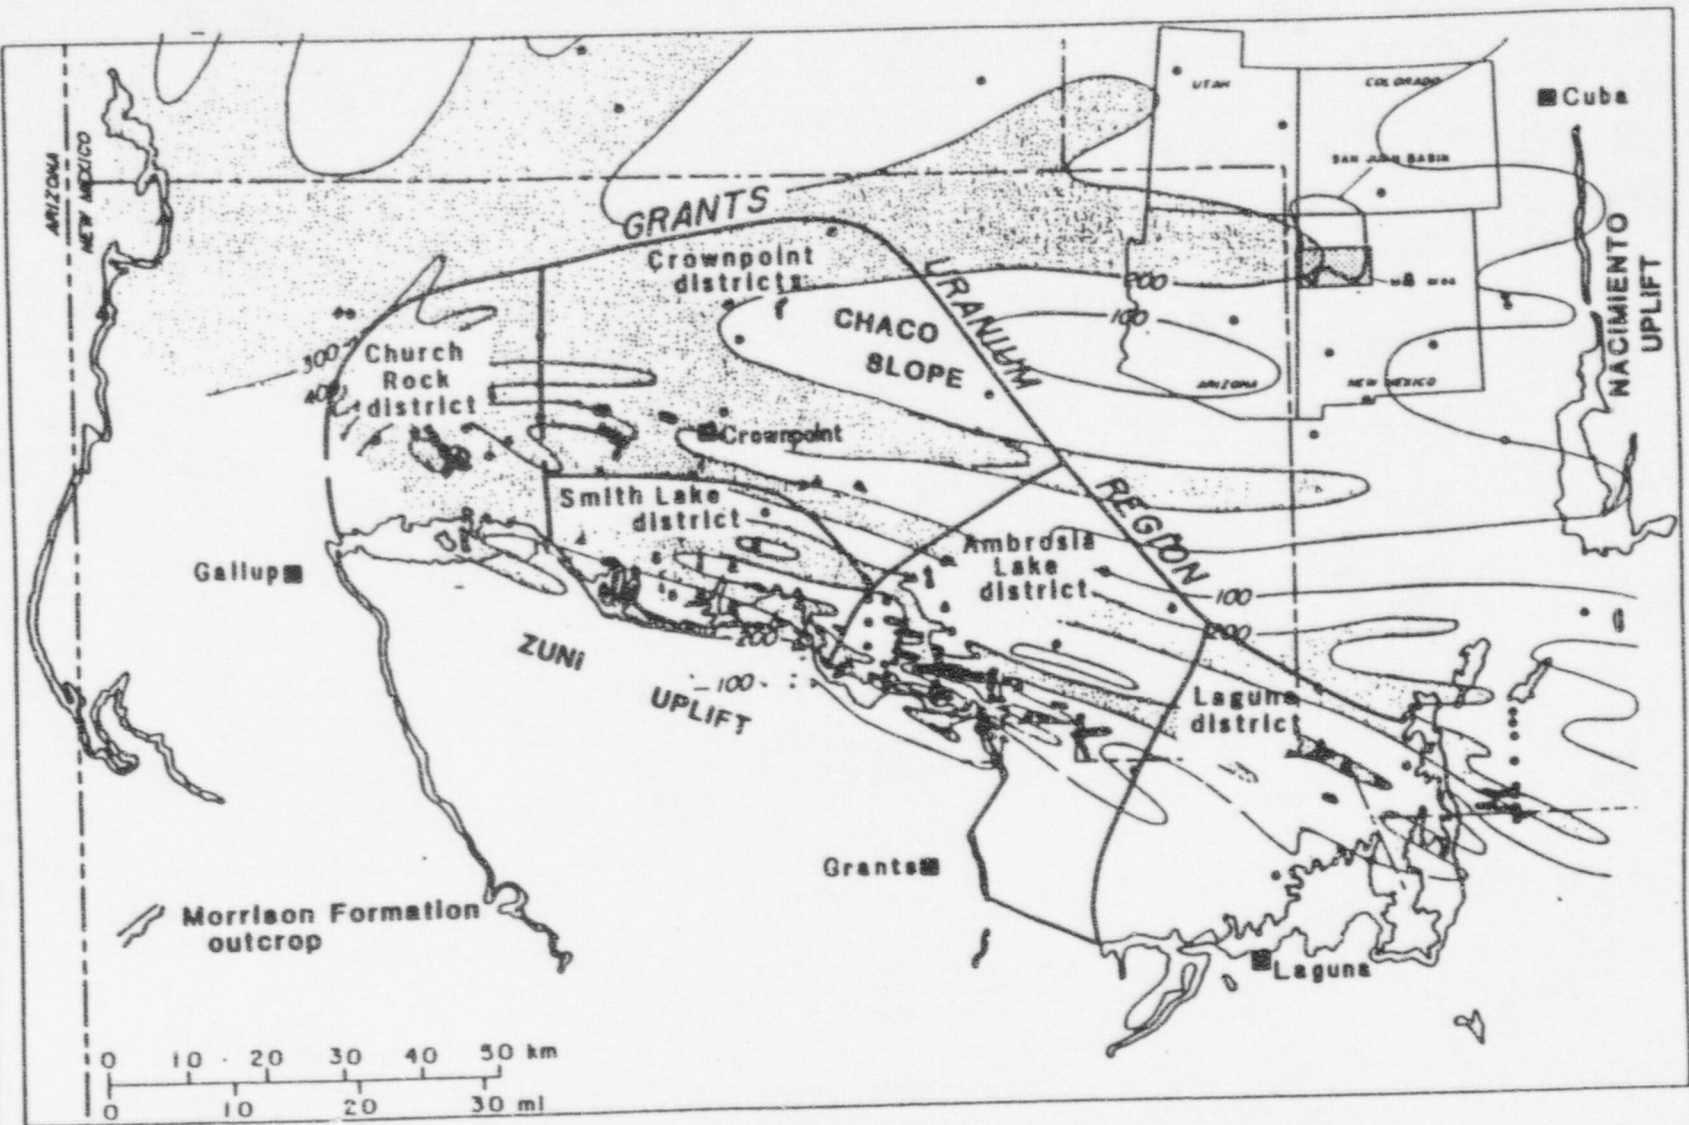 UTAH
COLORADO
Cuba
SAN JUAN BASIN
ARIZONA
NEW MEXICO
GRANTS
URANIUM
REGION
Crownpoint
districts
200
100
CHACO
SLOPE
NACIMIENTO
UPLIFT
ARIZONA
NEW MEXICO
300
400
Church
Rock
district
Crownpoint
Smith Lake
district
Gallup
Ambrosia
Lake
district
100
200
ZUNI
UPLIFT
200
100
Laguna
district
Grants
Morrison Formation
outcrop
Laguna
0 10 20 30 40 50 km
0 10 20 30 mi